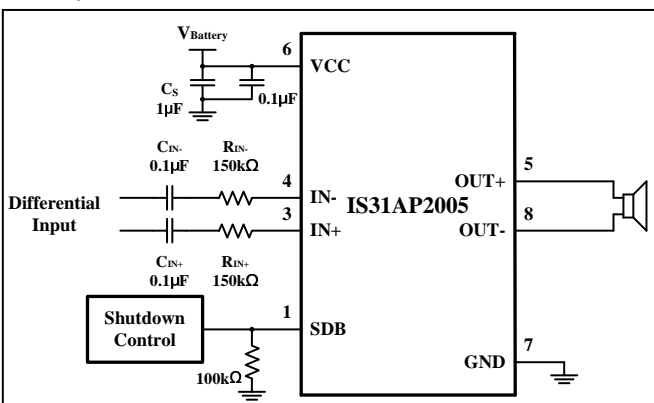 VBattery
6
VCC
CS
1µF
0.1µF
CIN-
0.1µF
RIN-
150kΩ
4
IN-
Differential
Input
3
IN+
CIN+
0.1µF
RIN+
150kΩ
IS31AP2005
5
OUT+
8
OUT-
Shutdown
Control
1
SDB
100kΩ
7
GND